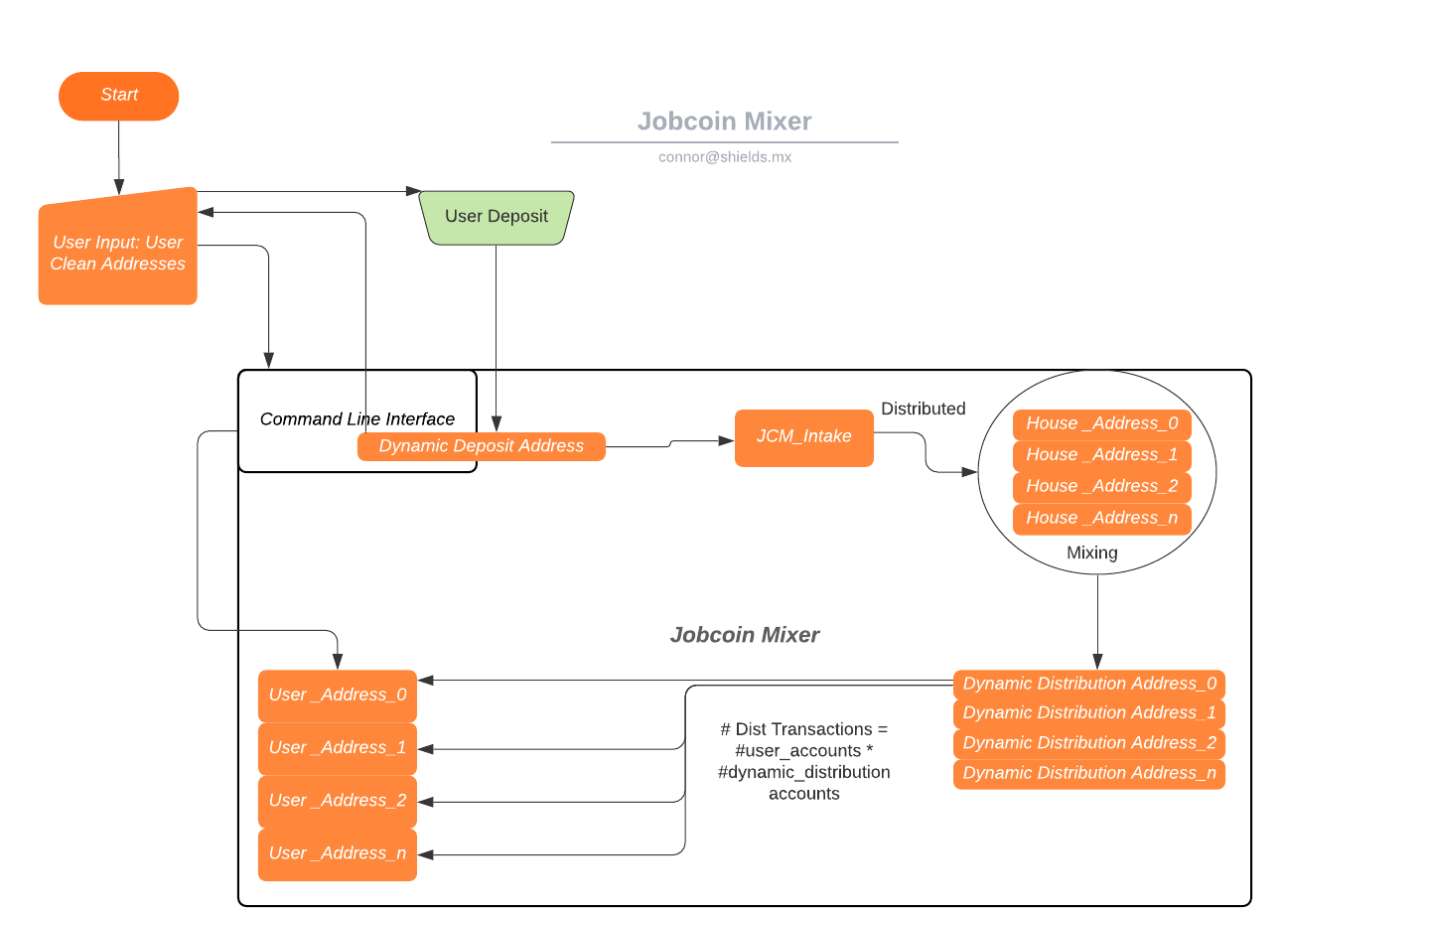 Start
Jobcoin Mixer
connor@shields.mx
User Input: User
Clean Addresses
User Deposit
Command Line Interface
Dynamic Deposit Address
JCM_Intake
Distributed
House _Address_0
House _Address_1
House _Address_2
House _Address_n
Mixing
Jobcoin Mixer
User _Address_0
User _Address_1
User _Address_2
User _Address_n
# Dist Transactions =
#user_accounts *
#dynamic_distribution
accounts
Dynamic Distribution Address_0
Dynamic Distribution Address_1
Dynamic Distribution Address_2
Dynamic Distribution Address_n